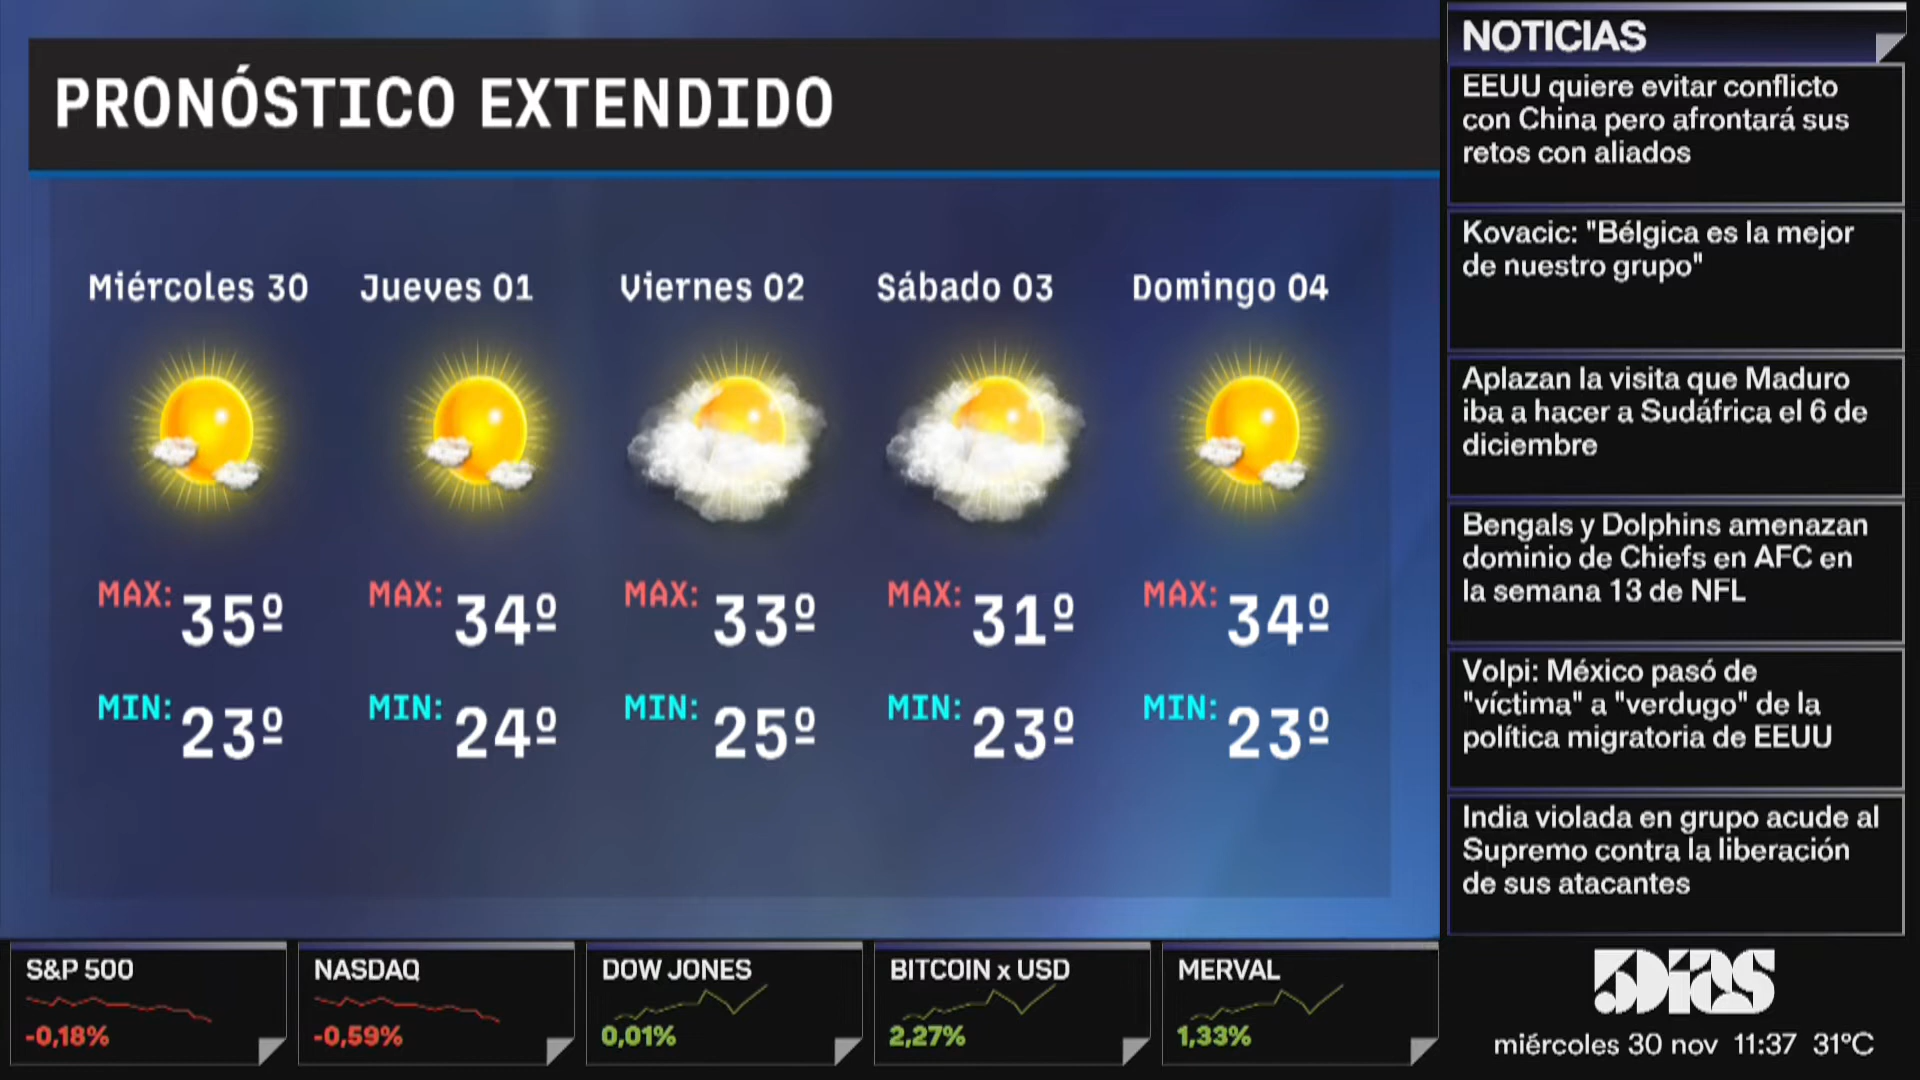 PRONÓSTICO EXTENDIDO
Miércoles 30
Jueves 01
Viernes 02
Sábado 03
Domingo 04
MAX: 35º
MAX: 34º
MAX: 33º
MAX: 31º
MAX: 34º
MIN: 23º
MIN: 24º
MIN: 25º
MIN: 23º
MIN: 23º
NOTICIAS
EEUU quiere evitar conflicto
con China pero afrontará sus
retos con aliados
Kovacic: "Bélgica es la mejor
de nuestro grupo"
Aplazan la visita que Maduro
iba a hacer a Sudáfrica el 6 de
diciembre
Bengals y Dolphins amenazan
dominio de Chiefs en AFC en
la semana 13 de NFL
Volpi: México pasó de
"víctima" a "verdugo" de la
política migratoria de EEUU
India violada en grupo acude al
Supremo contra la liberación
de sus atacantes
S&P 500
-0,18%
NASDAQ
-0,59%
DOW JONES
0,01%
BITCOIN x USD
2,27%
MERVAL
1,33%
5DIAS
miércoles 30 nov 11:37 31°C